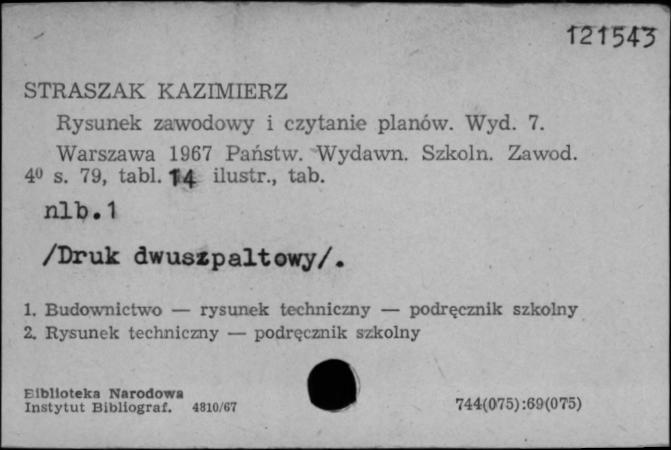 121543
STRASZAK KAZIMIERZ
Rysunek zawodowy i czytanie planów. Wyd. 7.
Warszawa 1967 Państw. Wydawn. Szkoln. Zawod.
4⁰ s. 79, tabl. 14 ilustr., tab.
nlb.1
/Druk dwuszpaltowy/.
1. Budownictwo — rysunek techniczny — podręcznik szkolny
2. Rysunek techniczny — podręcznik szkolny
Biblioteka Narodowa
Instytut Bibliograf. 4810/67
744(075):69(075)